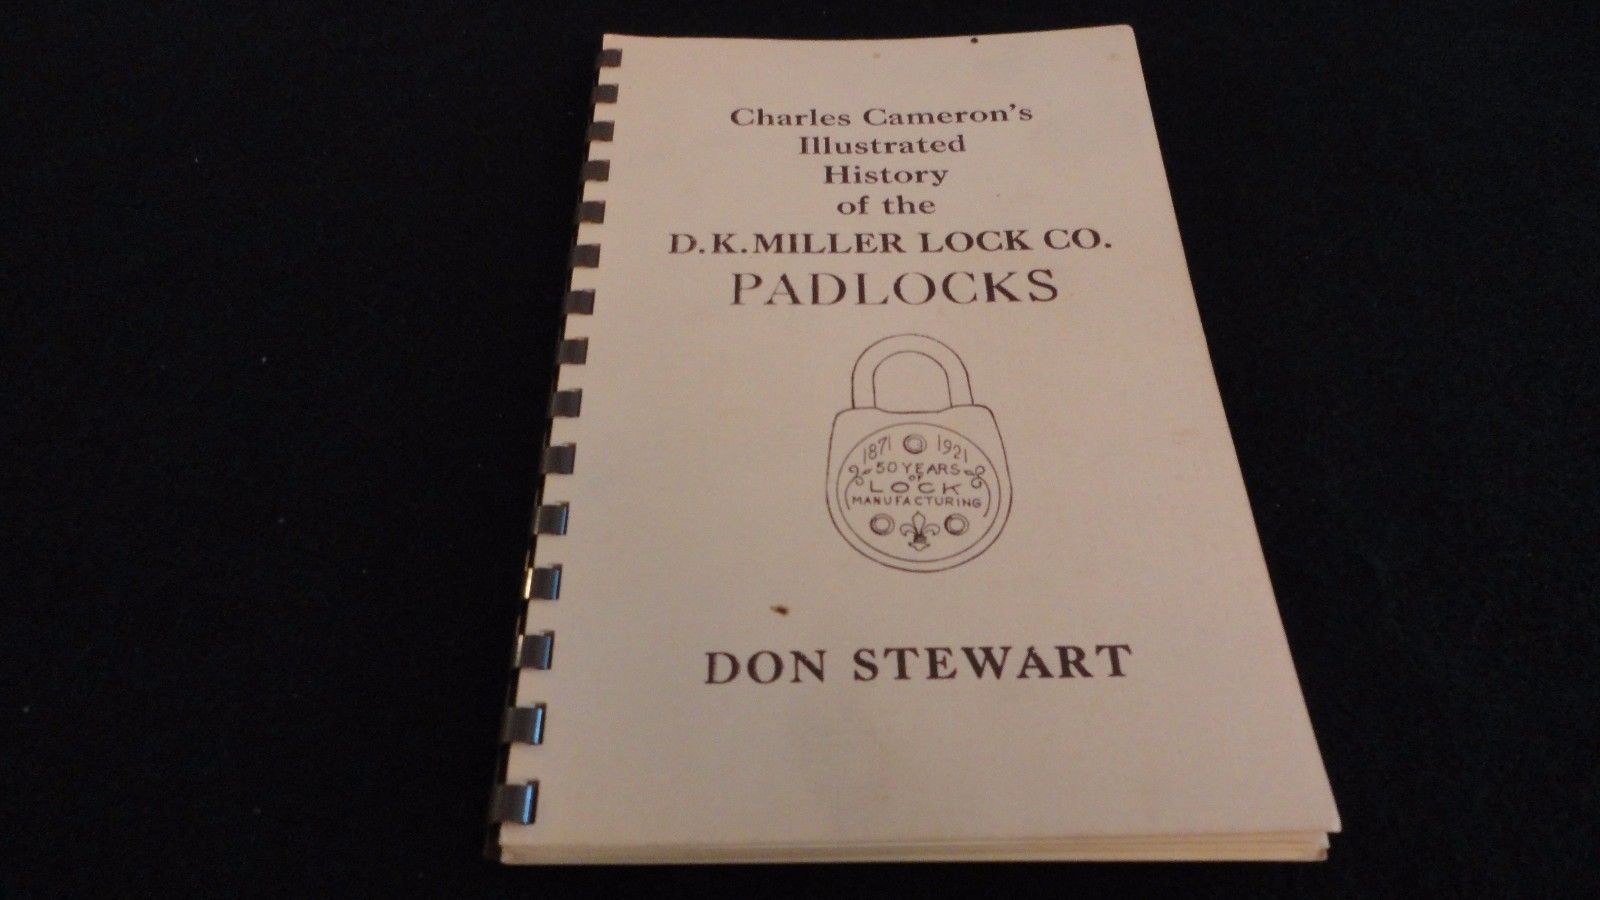 Charles Cameron's
Illustrated
History
of the
D.K.MILLER LOCK CO.
PADLOCKS
1871 1921
50 YEARS
OF
LOCK
MANUFACTURING
DON STEWART